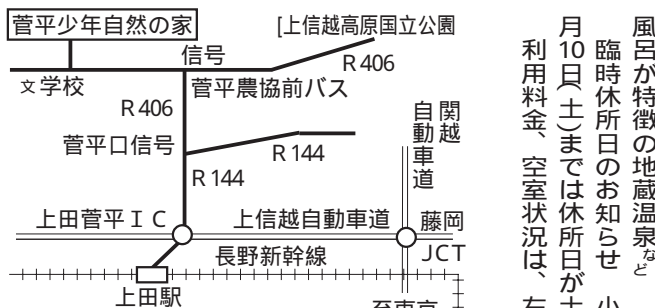 菅平少年自然の家
[上信越高原国立公園
信号
R406
文学校
菅平農協前バス
R406
菅平口信号
R144
R144
関越
自動車道
上田菅平IC
上信越自動車道
藤岡
JCT
長野新幹線
上田駅
風呂が特徴の地蔵温泉など
臨時休所日のお知らせ
月10日(土)までは休所日が
利用料金、空室状況は、